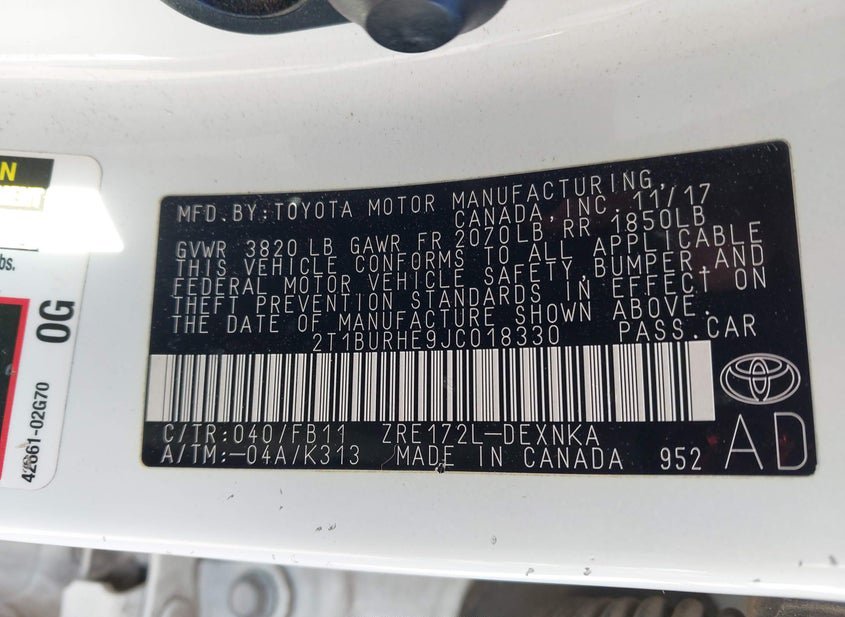 N
bs.
0G
42661-02G70
MFD.BY:TOYOTA MOTOR MANUFACTURING,
CANADA,INC. 11/17
GVWR 3820 LB GAWR FR 2070LB, RR 1850LB
THIS VEHICLE CONFORMS TO ALL APPLICABLE
FEDERAL MOTOR VEHICLE SAFETY,BUMPER AND
THEFT PREVENTION STANDARDS IN EFFECT ON
THE DATE OF MANUFACTURE SHOWN ABOVE.
2T1BURHE9JC018330 PASS.CAR
C/TR:040/FB11 ZRE172L-DEXNKA
A/TM:-04A/K313 MADE IN CANADA 952
AD